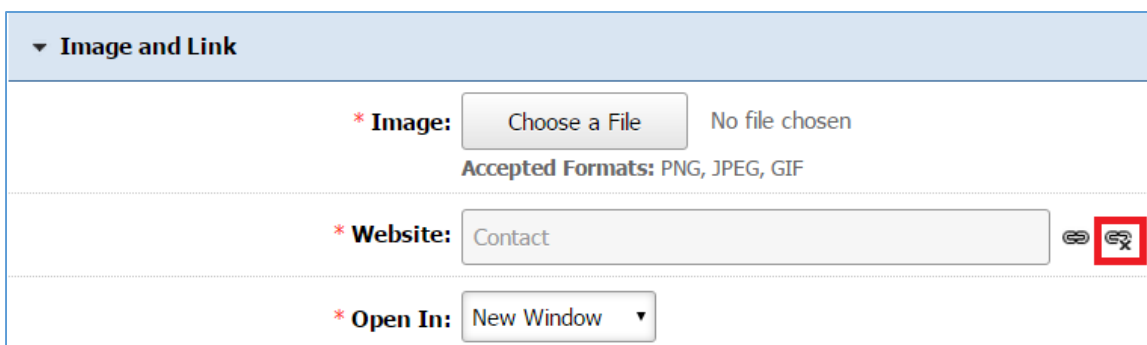 Image and Link
* Image: Choose a File No file chosen
Accepted Formats: PNG, JPEG, GIF
* Website: Contact
* Open In: New Window